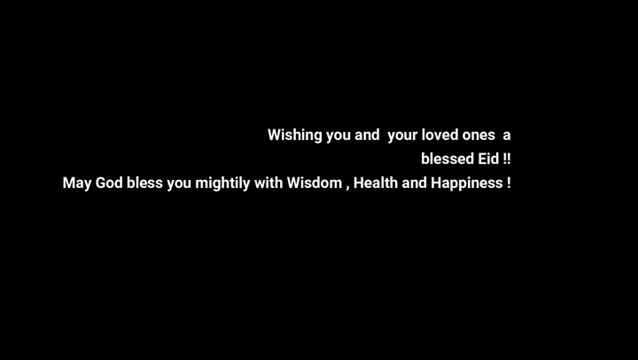 Wishing you and  your loved ones  a
blessed Eid !!
May God bless you mightily with Wisdom , Health and Happiness !